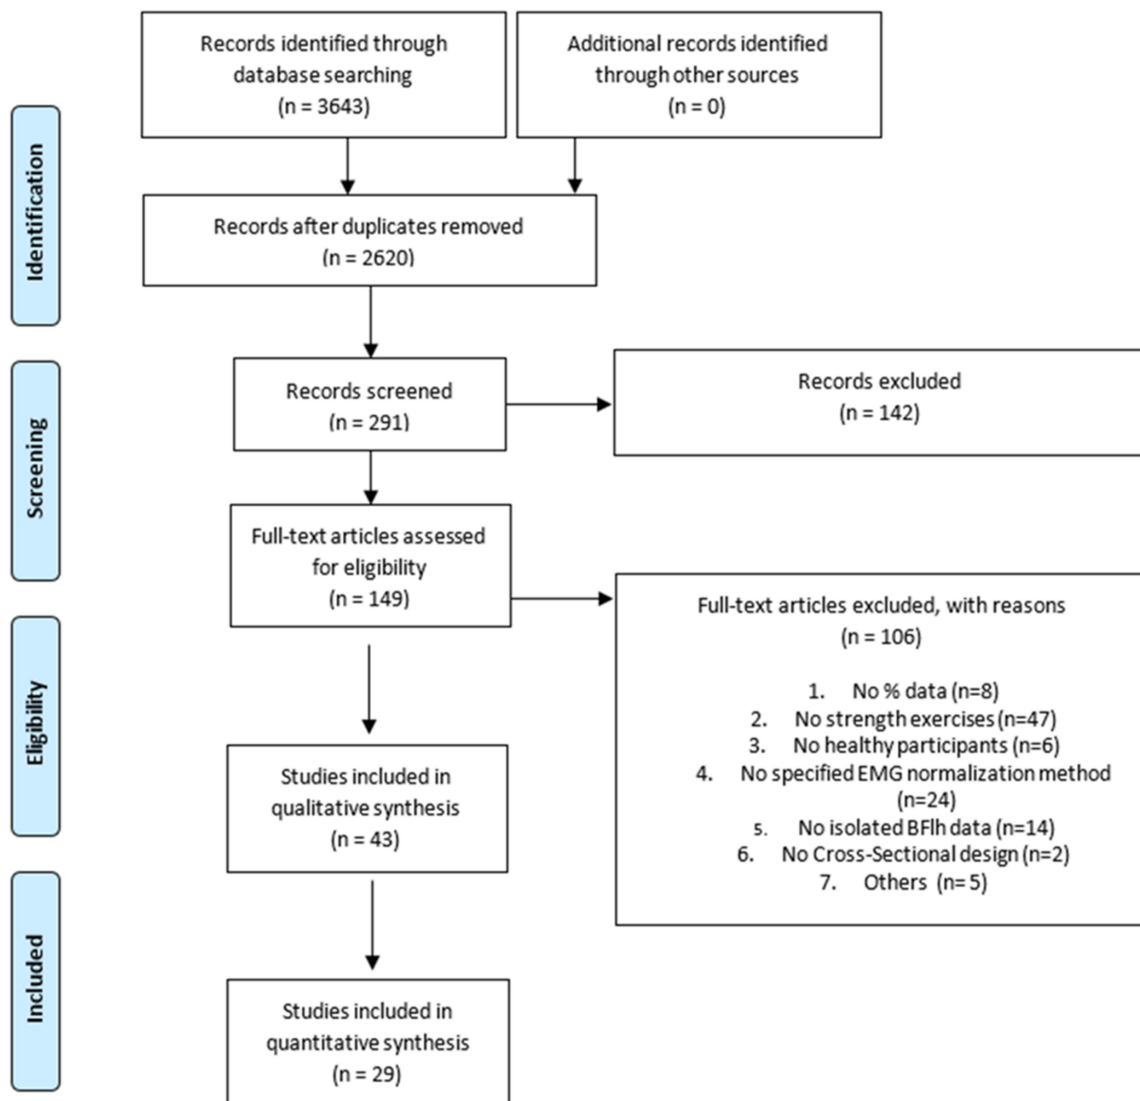 Records identified through
database searching
(n = 3643)
Additional records identified
through other sources
(n = 0)
Identification
Records after duplicates removed
(n = 2620)
Screening
Records screened
(n = 291)
Records excluded
(n = 142)
Full-text articles assessed
for eligibility
(n = 149)
Full-text articles excluded, with reasons
(n = 106)
1. No % data (n=8)
2. No strength exercises (n=47)
3. No healthy participants (n=6)
4. No specified EMG normalization method
(n=24)
5. No isolated BFlh data (n=14)
6. No Cross-Sectional design (n=2)
7. Others (n= 5)
Eligibility
Studies included in
qualitative synthesis
(n = 43)
Included
Studies included in
quantitative synthesis
(n = 29)